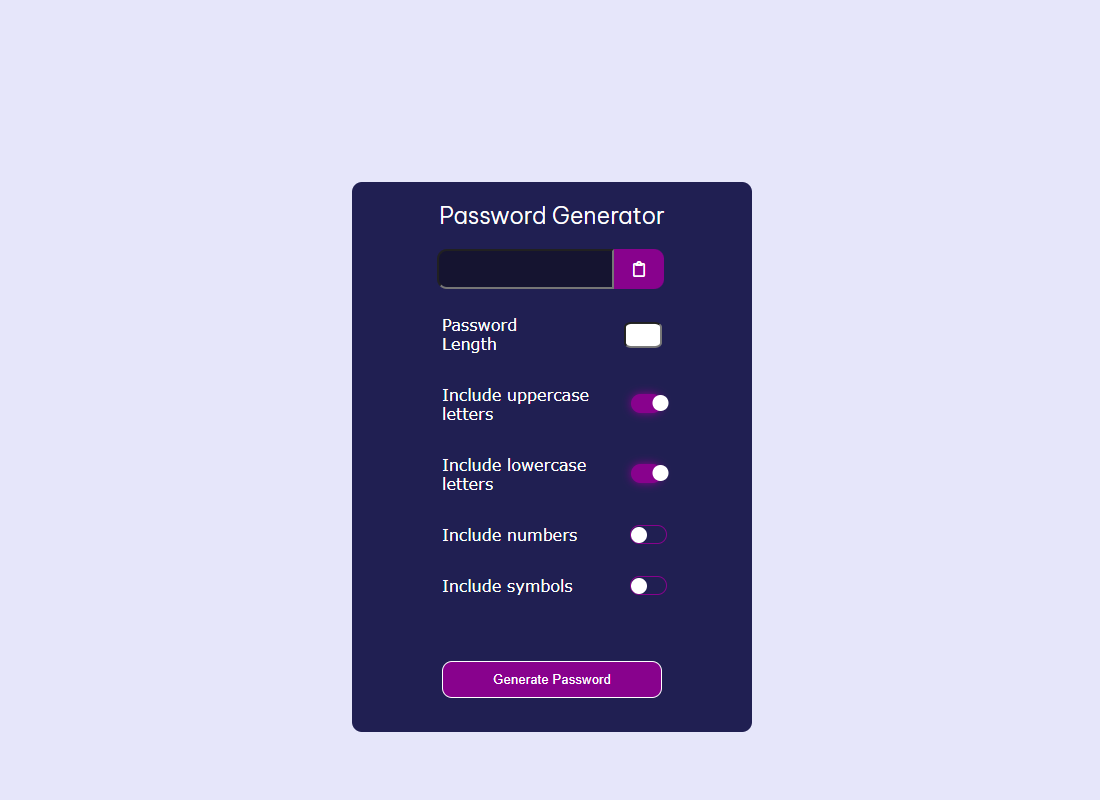 Password Generator
Password
Length
Include uppercase
letters
Include lowercase
letters
Include numbers
Include symbols
Generate Password